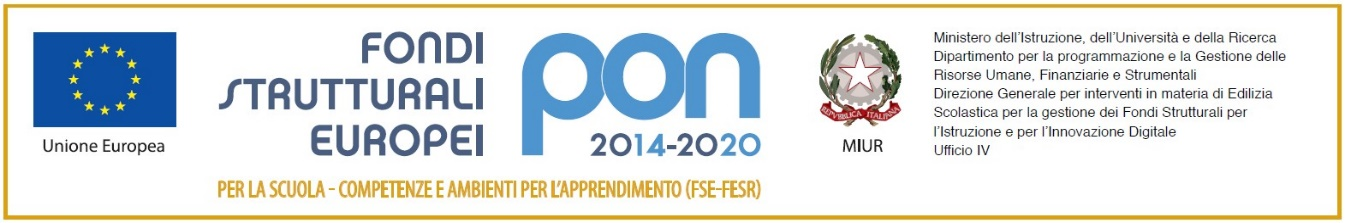 Unione Europea
FONDI
STRUTTURALI
EUROPEI
pon
2014-2020
PER LA SCUOLA - COMPETENZE E AMBIENTI PER L'APPRENDIMENTO (FSE-FESR)
REPVBBLICA ITALIANA
MIUR
Ministero dell'Istruzione, dell'Università e della Ricerca
Dipartimento per la programmazione e la Gestione delle
Risorse Umane, Finanziarie e Strumentali
Direzione Generale per interventi in materia di Edilizia
Scolastica per la gestione dei Fondi Strutturali per
l'Istruzione e per l'Innovazione Digitale
Ufficio IV